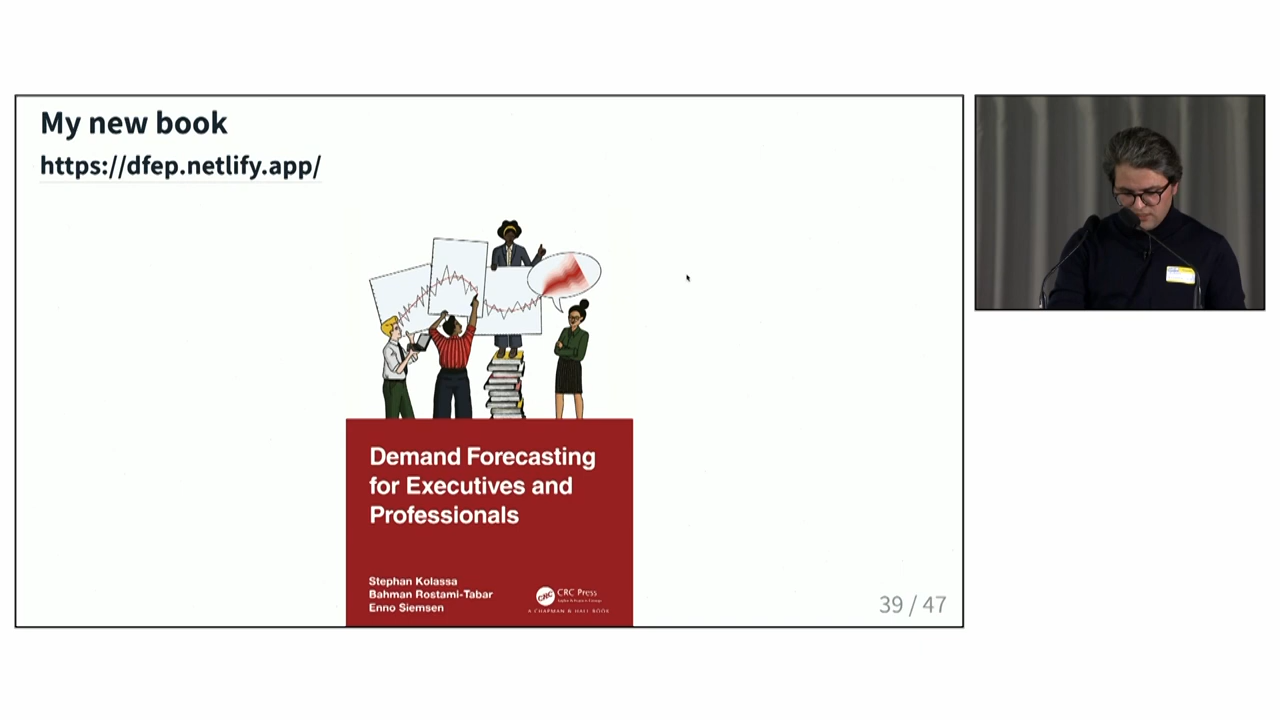 My new book
https://dfep.netlify.app/
Demand Forecasting
for Executives and
Professionals
Stephan Kolassa
Bahman Rostami-Tabar
Enno Siemsen
CRC
CRC Press
A CHAPMAN & HALL BOOK
39 / 47